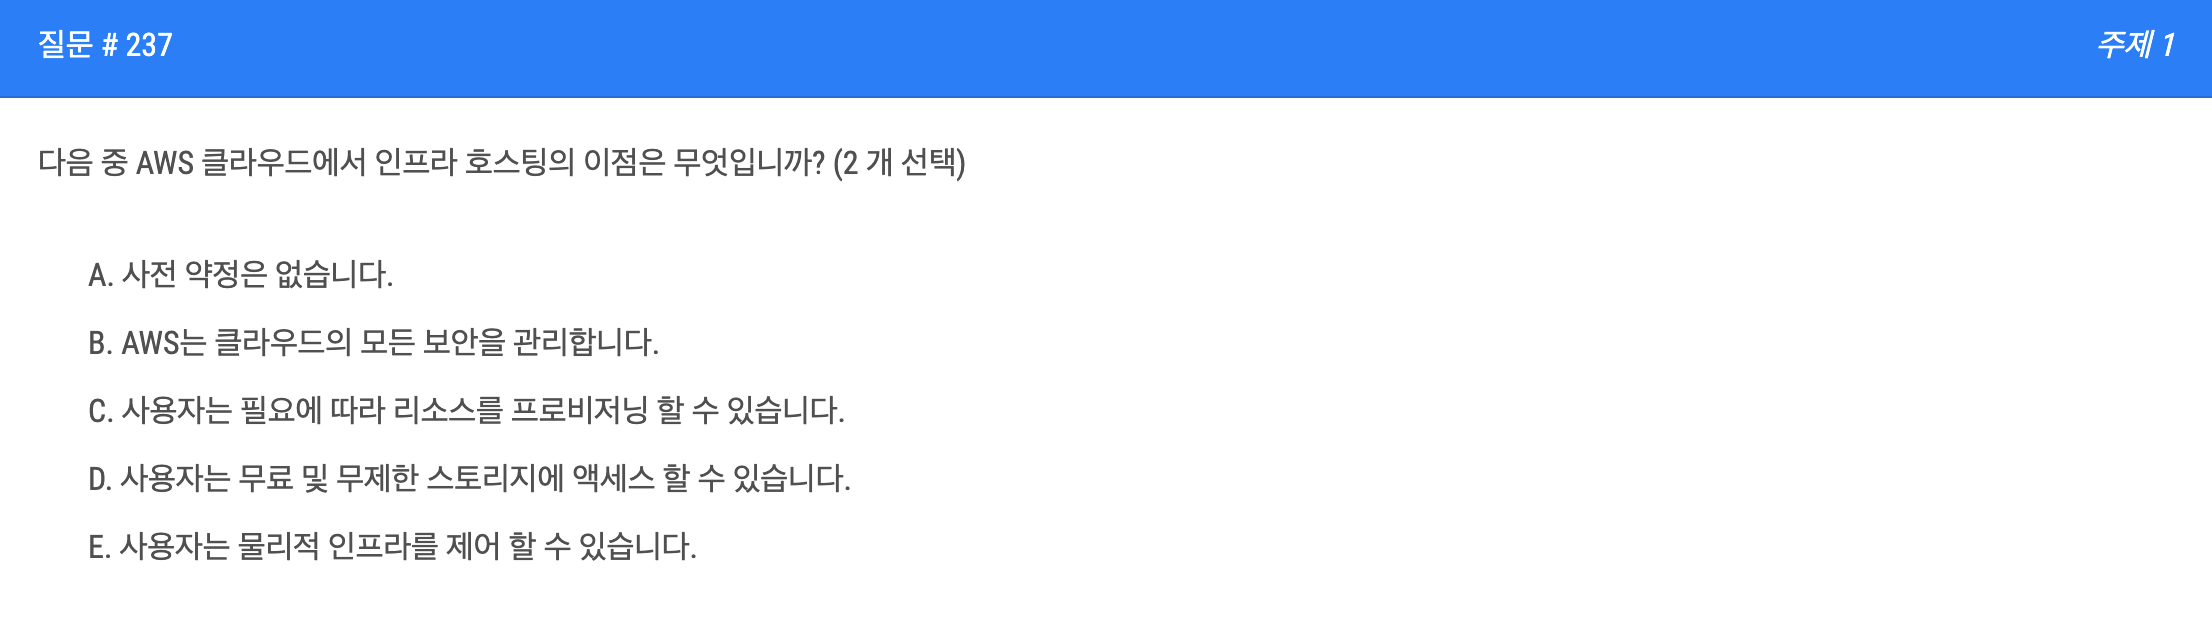 질문 # 237
주제 1
다음 중 AWS 클라우드에서 인프라 호스팅의 이점은 무엇입니까? (2 개 선택)
A. 사전 약정은 없습니다.
B. AWS는 클라우드의 모든 보안을 관리합니다.
C. 사용자는 필요에 따라 리소스를 프로비저닝 할 수 있습니다.
D. 사용자는 무료 및 무제한 스토리지에 액세스 할 수 있습니다.
E. 사용자는 물리적 인프라를 제어 할 수 있습니다.